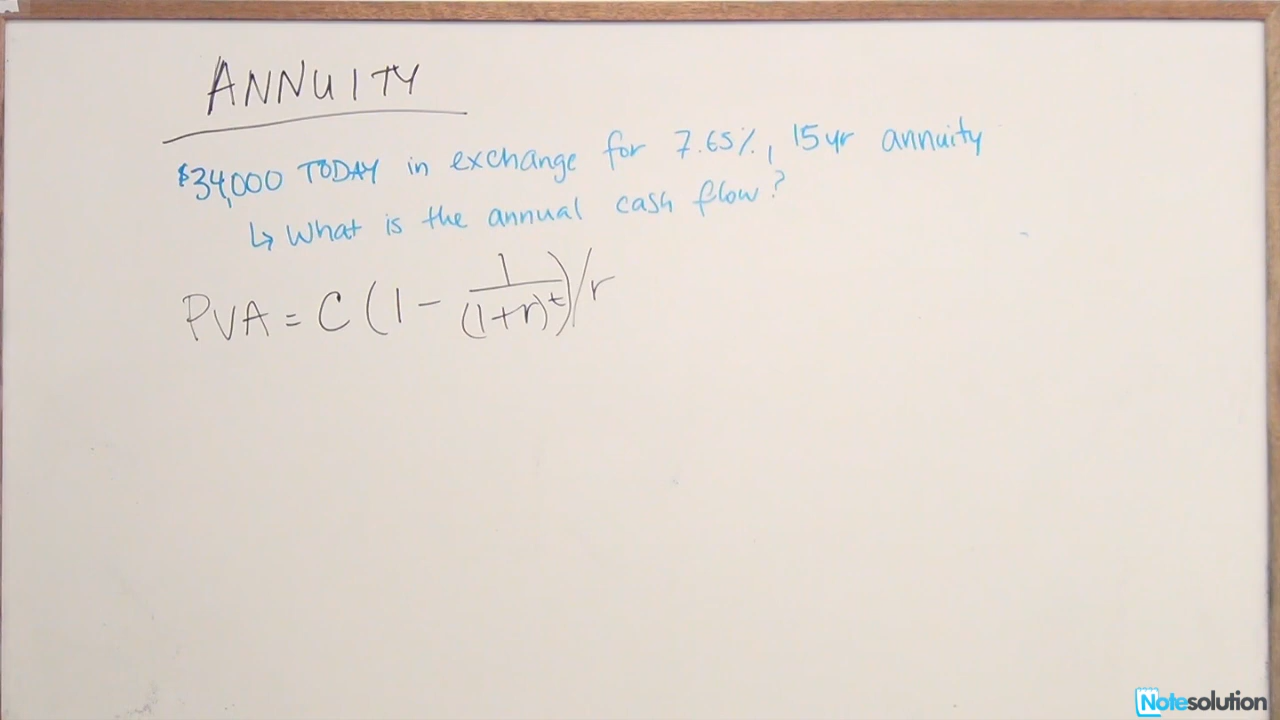 ANNUITY
$34,000 TODAY in exchange for 7.65%, 15yr annuity
↳ What is the annual cash flow?
PVA = C (1 - 1/(1+r)^t)/r
Notesolution